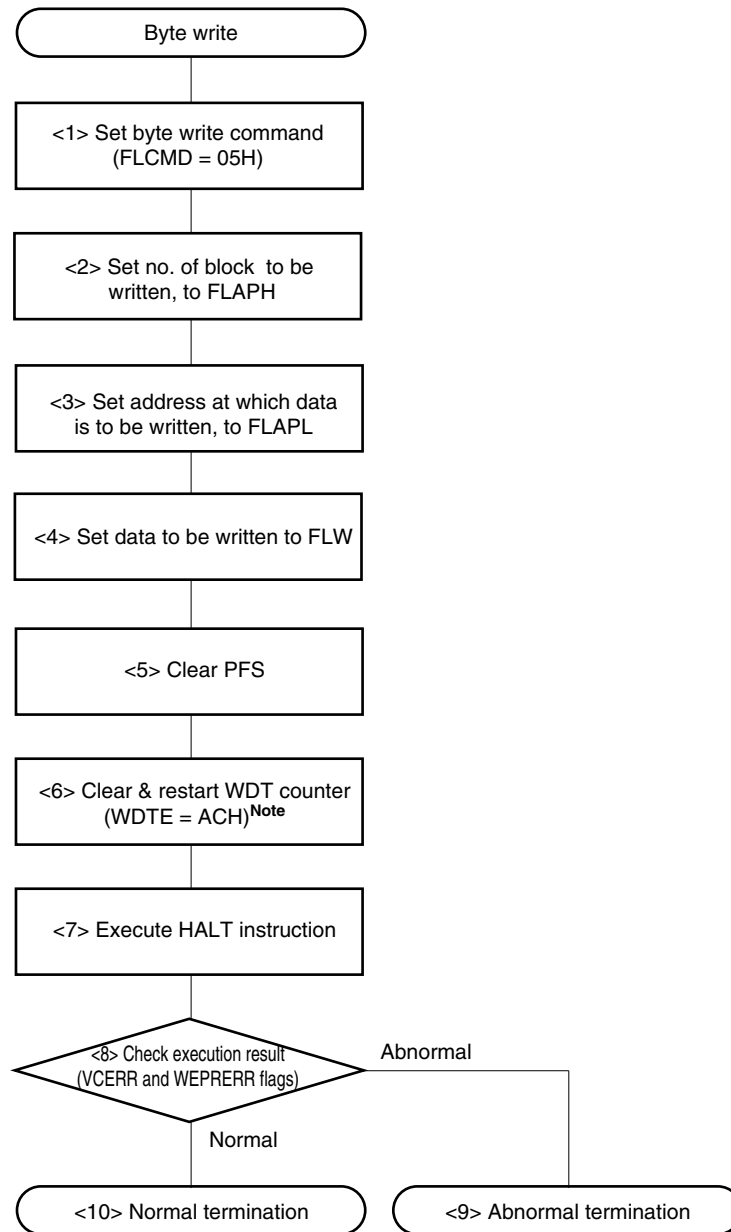 Byte write
<1> Set byte write command
(FLCMD = 05H)
<2> Set no. of block to be
written, to FLAPH
<3> Set address at which data
is to be written, to FLAPL
<4> Set data to be written to FLW
<5> Clear PFS
<6> Clear & restart WDT counter
(WDTE = ACH)Note
<7> Execute HALT instruction
<8> Check execution result
(VCERR and WEPRERR flags)
Abnormal
Normal
<10> Normal termination
<9> Abnormal termination